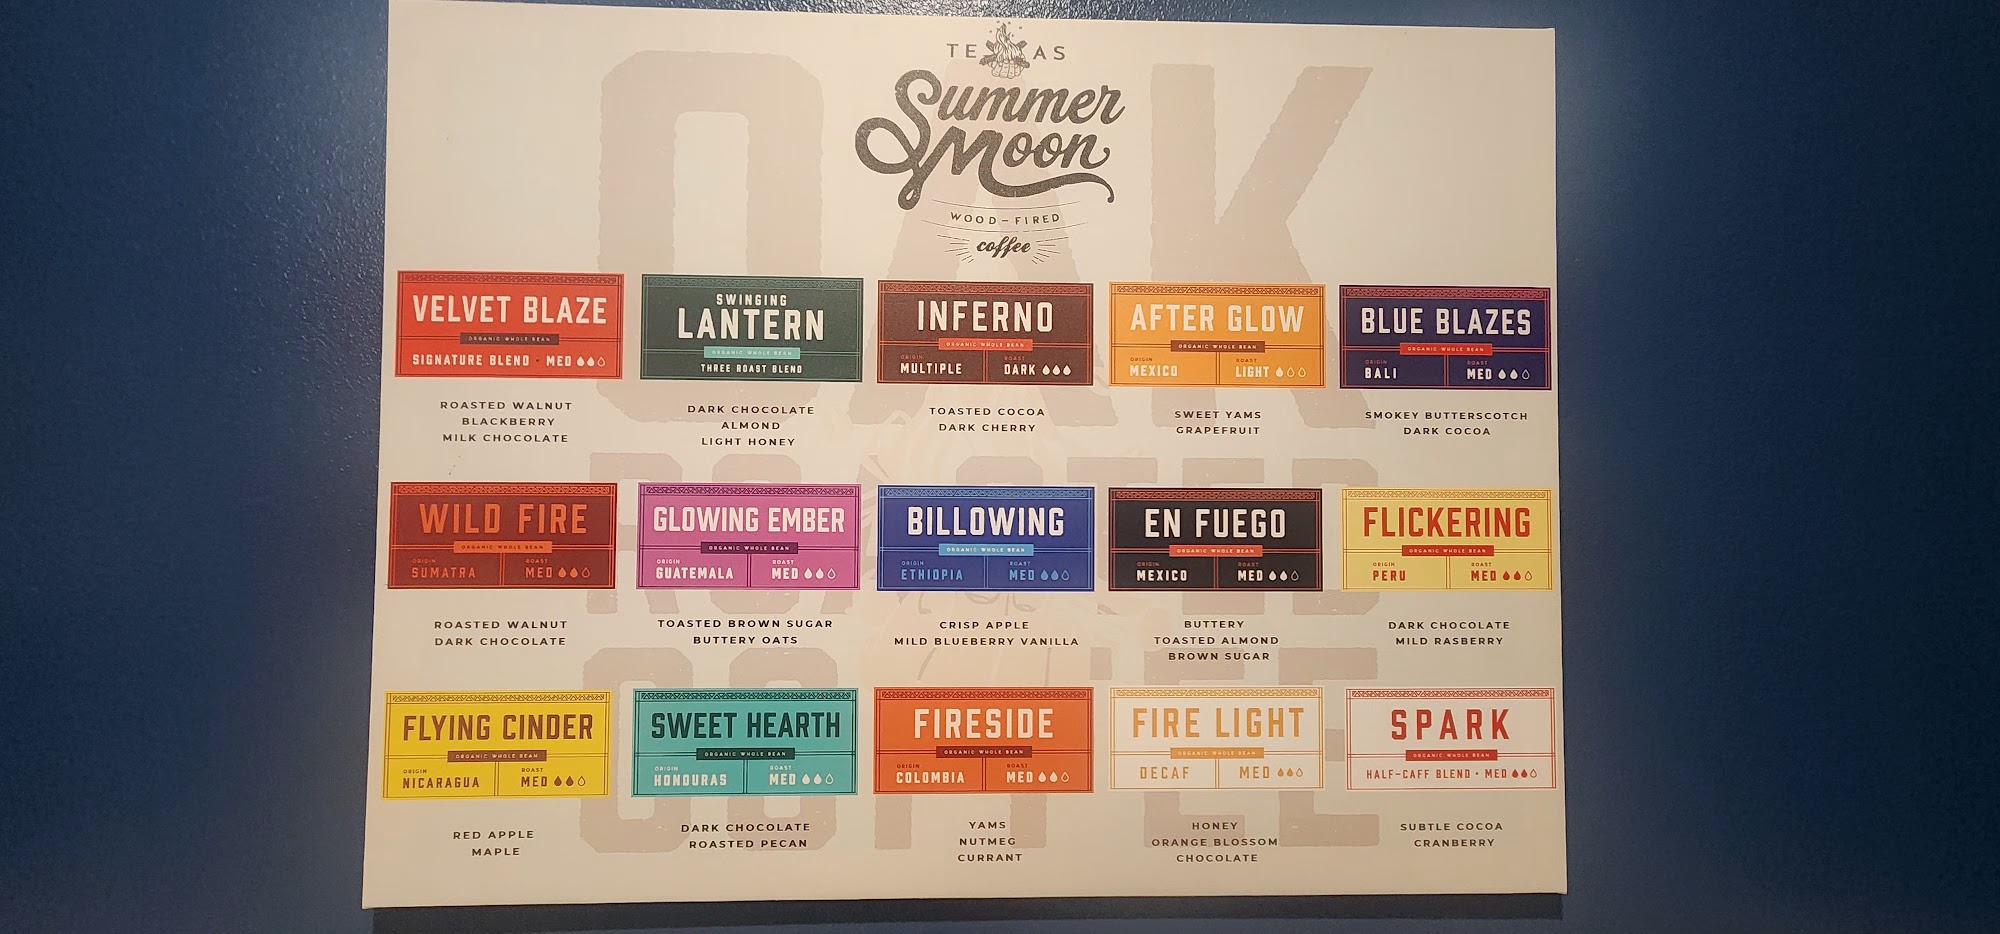 TEXAS
Summer
Moon
WOOD-FIRED
coffee
OAK
ROASTED
COFFEE
VELVET BLAZE
ORGANIC WHOLE BEAN
SIGNATURE BLEND · MED
ROASTED WALNUT
BLACKBERRY
MILK CHOCOLATE
SWINGING
LANTERN
ORGANIC WHOLE BEAN
THREE ROAST BLEND
DARK CHOCOLATE
ALMOND
LIGHT HONEY
INFERNO
ORGANIC WHOLE BEAN
ORIGIN
MULTIPLE
ROAST
DARK
TOASTED COCOA
DARK CHERRY
AFTER GLOW
ORGANIC WHOLE BEAN
ORIGIN
MEXICO
ROAST
LIGHT
SWEET YAMS
GRAPEFRUIT
BLUE BLAZES
ORGANIC WHOLE BEAN
ORIGIN
BALI
ROAST
MED
SMOKEY BUTTERSCOTCH
DARK COCOA
WILD FIRE
ORGANIC WHOLE BEAN
ORIGIN
SUMATRA
ROAST
MED
ROASTED WALNUT
DARK CHOCOLATE
GLOWING EMBER
ORGANIC WHOLE BEAN
ORIGIN
GUATEMALA
ROAST
MED
TOASTED BROWN SUGAR
BUTTERY OATS
BILLOWING
ORGANIC WHOLE BEAN
ORIGIN
ETHIOPIA
ROAST
MED
CRISP APPLE
MILD BLUEBERRY VANILLA
EN FUEGO
ORGANIC WHOLE BEAN
ORIGIN
MEXICO
ROAST
MED
BUTTERY
TOASTED ALMOND
BROWN SUGAR
FLICKERING
ORGANIC WHOLE BEAN
ORIGIN
PERU
ROAST
MED
DARK CHOCOLATE
MILD RASBERRY
FLYING CINDER
ORGANIC WHOLE BEAN
ORIGIN
NICARAGUA
ROAST
MED
RED APPLE
MAPLE
SWEET HEARTH
ORGANIC WHOLE BEAN
ORIGIN
HONDURAS
ROAST
MED
DARK CHOCOLATE
ROASTED PECAN
FIRESIDE
ORGANIC WHOLE BEAN
ORIGIN
COLOMBIA
ROAST
MED
YAMS
NUTMEG
CURRANT
FIRE LIGHT
ORGANIC WHOLE BEAN
DECAF
MED
HONEY
ORANGE BLOSSOM
CHOCOLATE
SPARK
ORGANIC WHOLE BEAN
HALF-CAFF BLEND · MED
SUBTLE COCOA
CRANBERRY